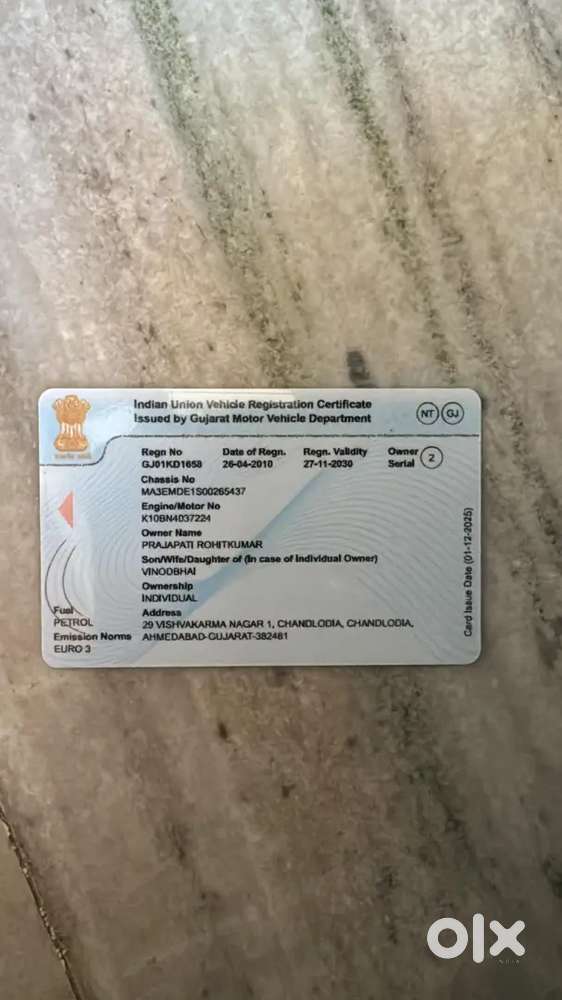 Indian Union Vehicle Registration Certificate
Issued by Gujarat Motor Vehicle Department
NT GJ
Regn No Date of Regn. Regn. Validity Owner
GJ01KD1658 26-04-2010 27-11-2030 Serial 2
Chassis No
MA3EMDE1S00265437
Engine/Motor No
K10BN4037224
Owner Name
PRAJAPATI ROHITKUMAR
Son/Wife/Daughter of (In case of Individual Owner)
VINODBHAI
Ownership
INDIVIDUAL
Fuel Address
PETROL 29 VISHVAKARMA NAGAR 1, CHANDLODIA, CHANDLODIA,
Emission Norms AHMEDABAD-GUJARAT-382481
EURO 3
Card Issue Date (01-12-2025)
olx
INDIA